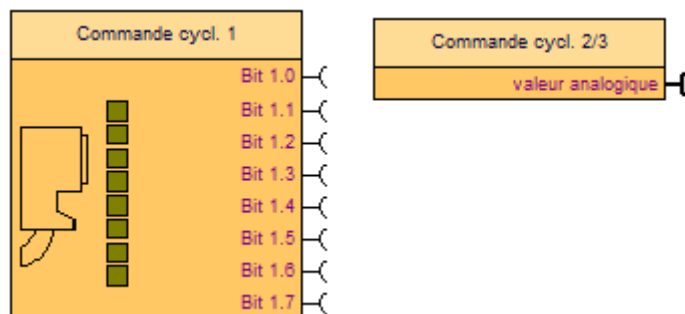 Commande cycl. 1
Bit 1.0
Bit 1.1
Bit 1.2
Bit 1.3
Bit 1.4
Bit 1.5
Bit 1.6
Bit 1.7
Commande cycl. 2/3
valeur analogique